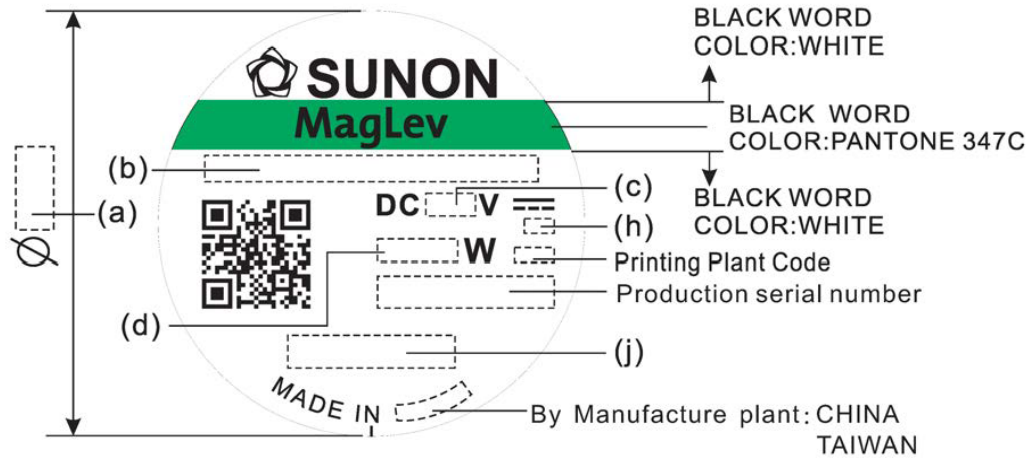 BLACK WORD
COLOR:WHITE
SUNON
MagLev
BLACK WORD
COLOR:PANTONE 347C
(b)
(c)
(a)
DC V
BLACK WORD
COLOR:WHITE
(h)
Ø
W
Printing Plant Code
Production serial number
(d)
(j)
MADE IN
By Manufacture plant: CHINA
TAIWAN